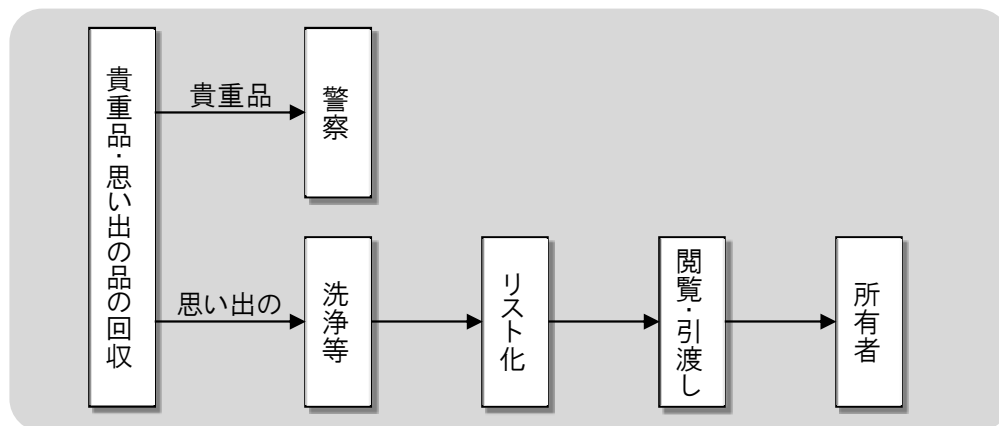 貴重品・思い出の品の回収
貴重品
警察
思い出の
洗浄等
リスト化
閲覧・引渡し
所有者